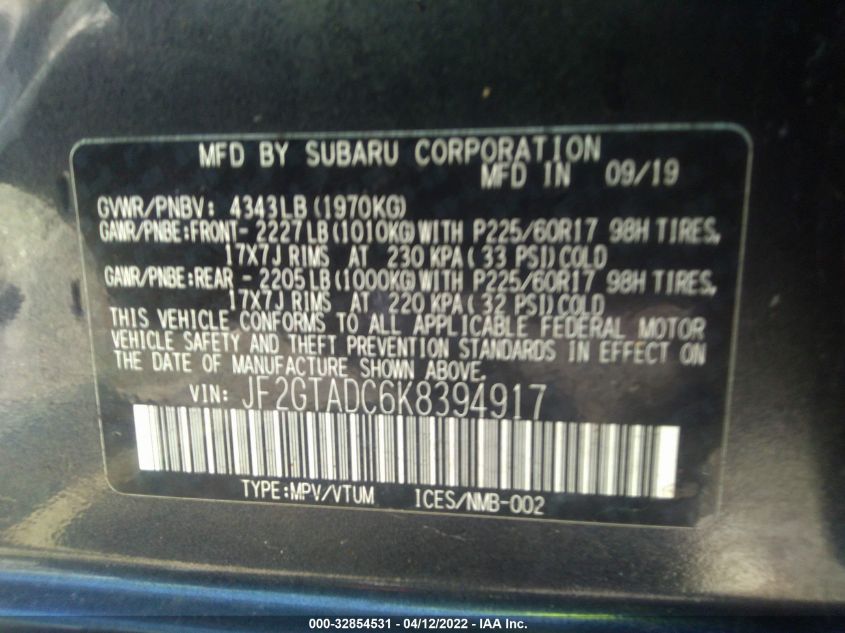 MFD BY SUBARU CORPORATION
MFD IN 09/19
GVWR/PNBV: 4343LB (1970KG)
GAWR/PNBE:FRONT- 2227LB(1010KG)WITH P225/60R17 98H TIRES,
17X7J RIMS AT 230 KPA( 33 PSI)COLD
GAWR/PNBE:REAR - 2205LB(1000KG)WITH P225/60R17 98H TIRES,
17X7J RIMS AT 220 KPA( 32 PSI)COLD
THIS VEHICLE CONFORMS TO ALL APPLICABLE FEDERAL MOTOR
VEHICLE SAFETY AND THEFT PREVENTION STANDARDS IN EFFECT ON
THE DATE OF MANUFACTURE SHOWN ABOVE.
VIN: JF2GTADC6K8394917
TYPE:MPV/VTUM ICES/NMB-002
000-32854531 - 04/12/2022 - IAA Inc.